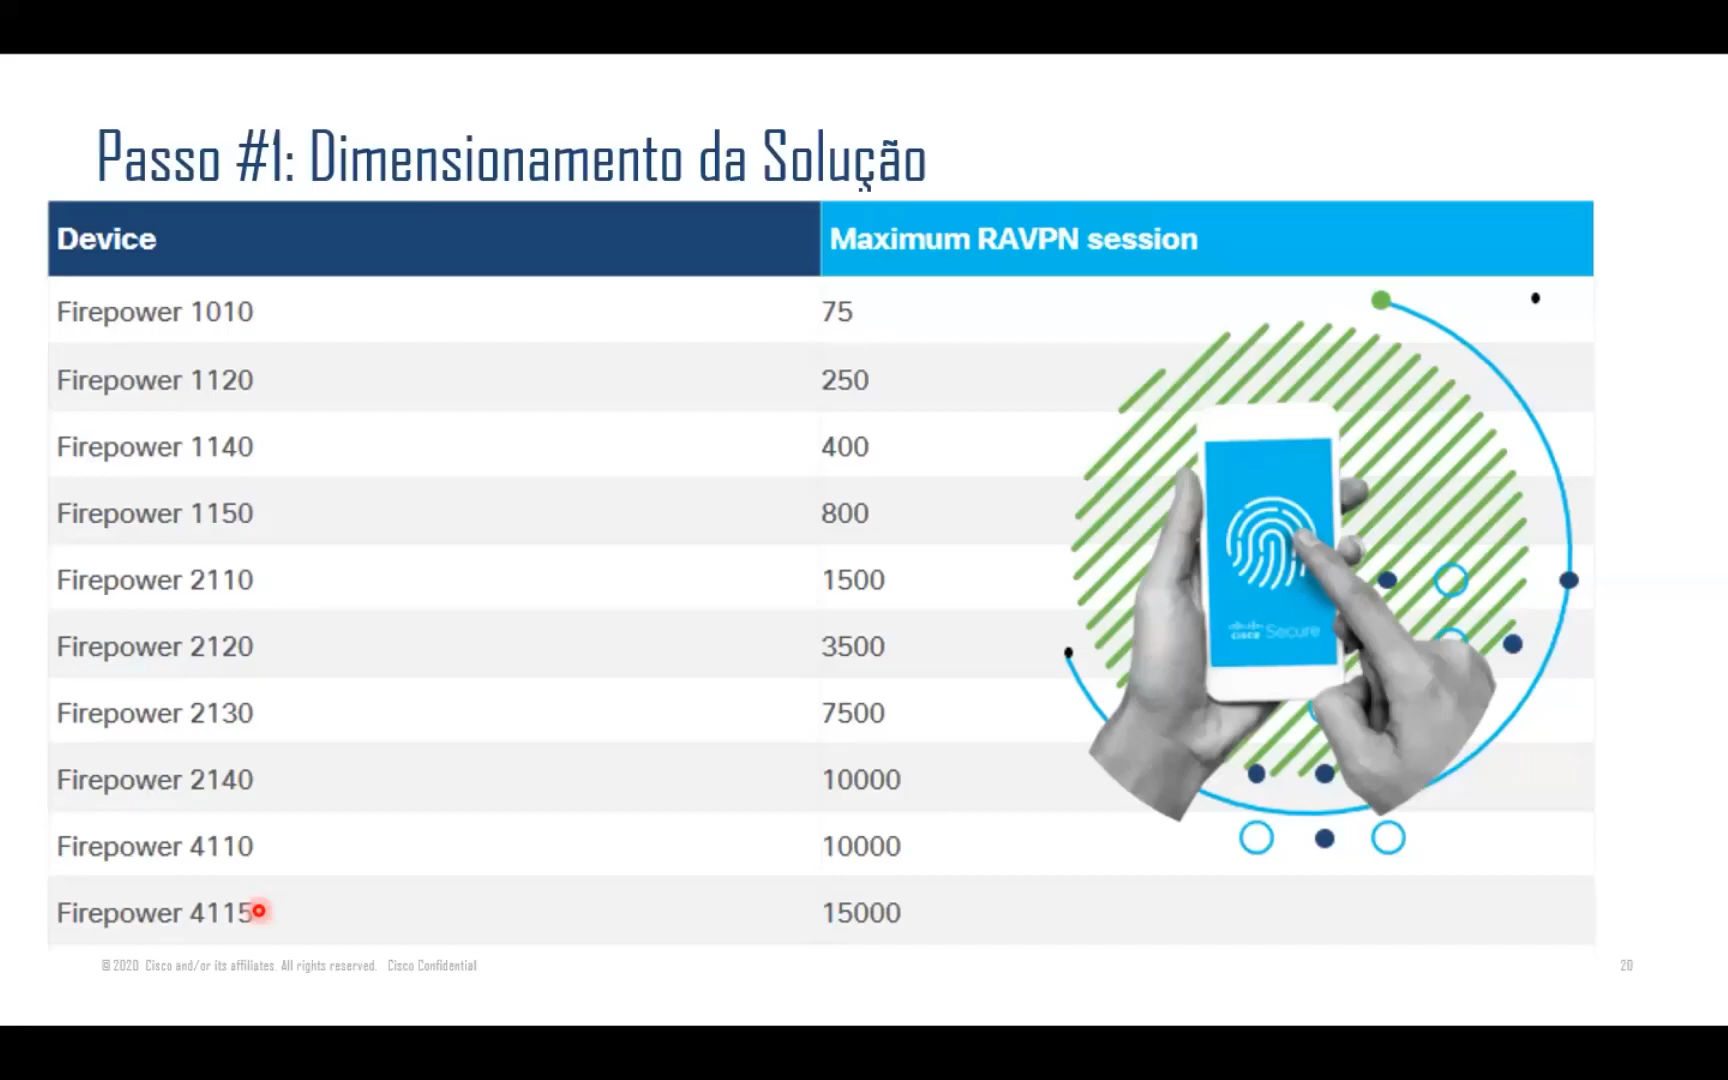 Passo #1: Dimensionamento da Solução
Device Maximum RAVPN session
Firepower 1010 75
Firepower 1120 250
Firepower 1140 400
Firepower 1150 800
Firepower 2110 1500
Firepower 2120 3500
Firepower 2130 7500
Firepower 2140 10000
Firepower 4110 10000
Firepower 4115 15000
CISCO Secure
© 2020 Cisco and/or its affiliates. All rights reserved. Cisco Confidential
20